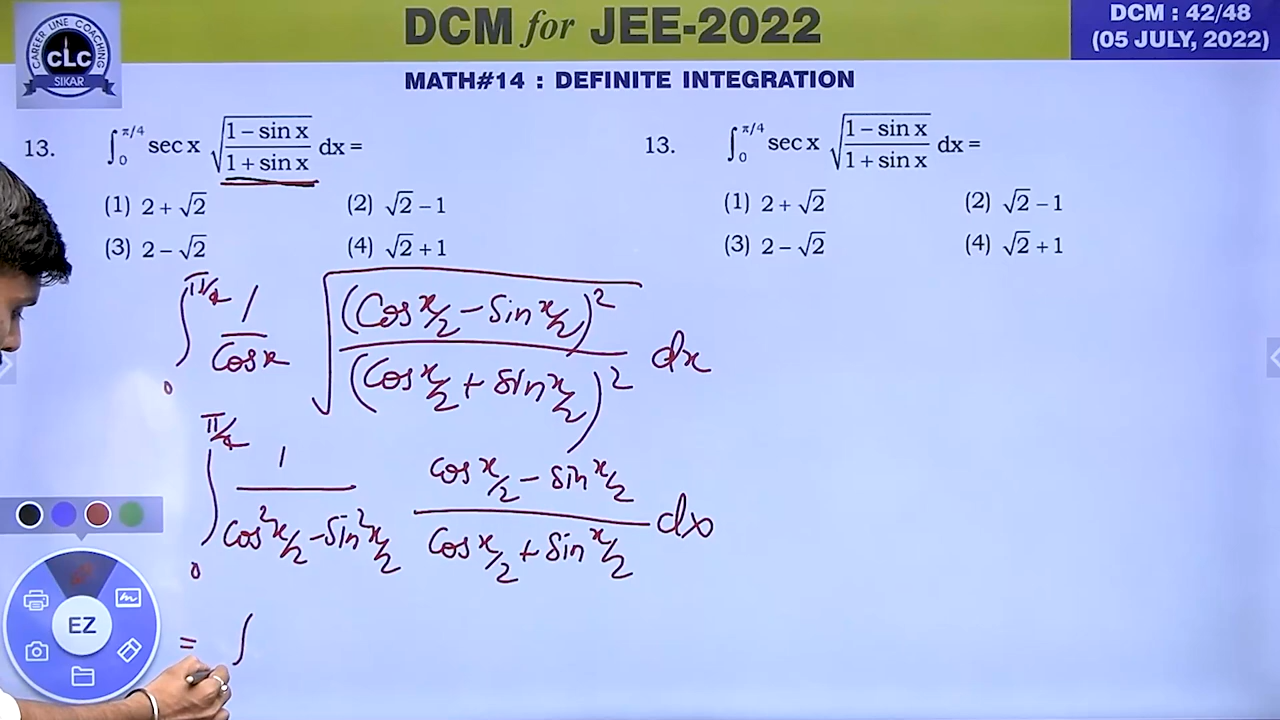 DCM for JEE-2022
DCM : 42/48
(05 JULY, 2022)
CAREER LINE COACHING
CLC
SIKAR
MATH#14 : DEFINITE INTEGRATION
13. ∫₀^{π/4} sec x √((1 − sin x)/(1 + sin x)) dx =
(1) 2 + √2 (2) √2 − 1
(3) 2 − √2 (4) √2 + 1
13. ∫₀^{π/4} sec x √((1 − sin x)/(1 + sin x)) dx =
(1) 2 + √2 (2) √2 − 1
(3) 2 − √2 (4) √2 + 1
∫₀^{π/4} 1/Cosx √((Cos x/2 − Sin x/2)²/(Cos x/2 + Sin x/2)²) dx
∫₀^{π/4} 1/(Cos² x/2 − Sin² x/2) (Cos x/2 − Sin x/2)/(Cos x/2 + Sin x/2) dx
= ∫
EZ